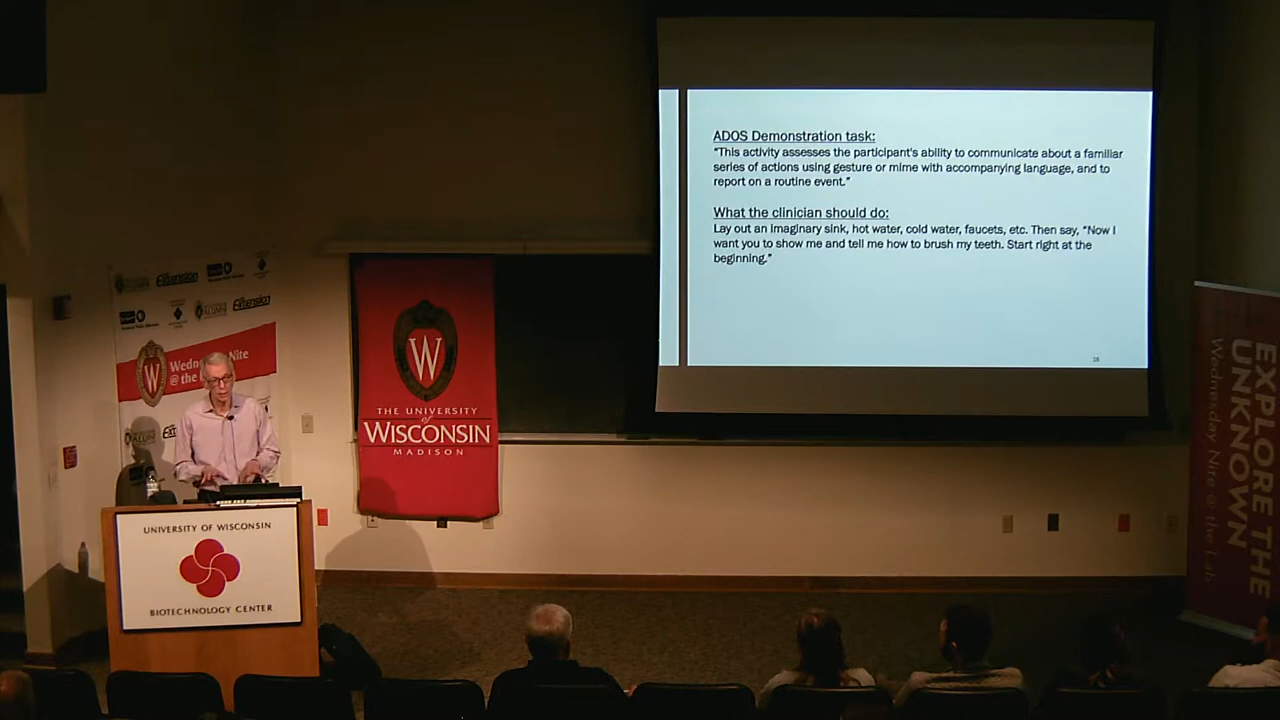 ADOS Demonstration task:
“This activity assesses the participant's ability to communicate about a familiar
series of actions using gesture or mime with accompanying language, and to
report on a routine event.”
What the clinician should do:
Lay out an imaginary sink, hot water, cold water, faucets, etc. Then say, “Now I
want you to show me and tell me how to brush my teeth. Start right at the
beginning.”
Extension
Extension
W
THE UNIVERSITY
of
WISCONSIN
MADISON
UNIVERSITY OF WISCONSIN
BIOTECHNOLOGY CENTER
EXPLORE THE
UNKNOWN
Wednesday Nite @ the Lab